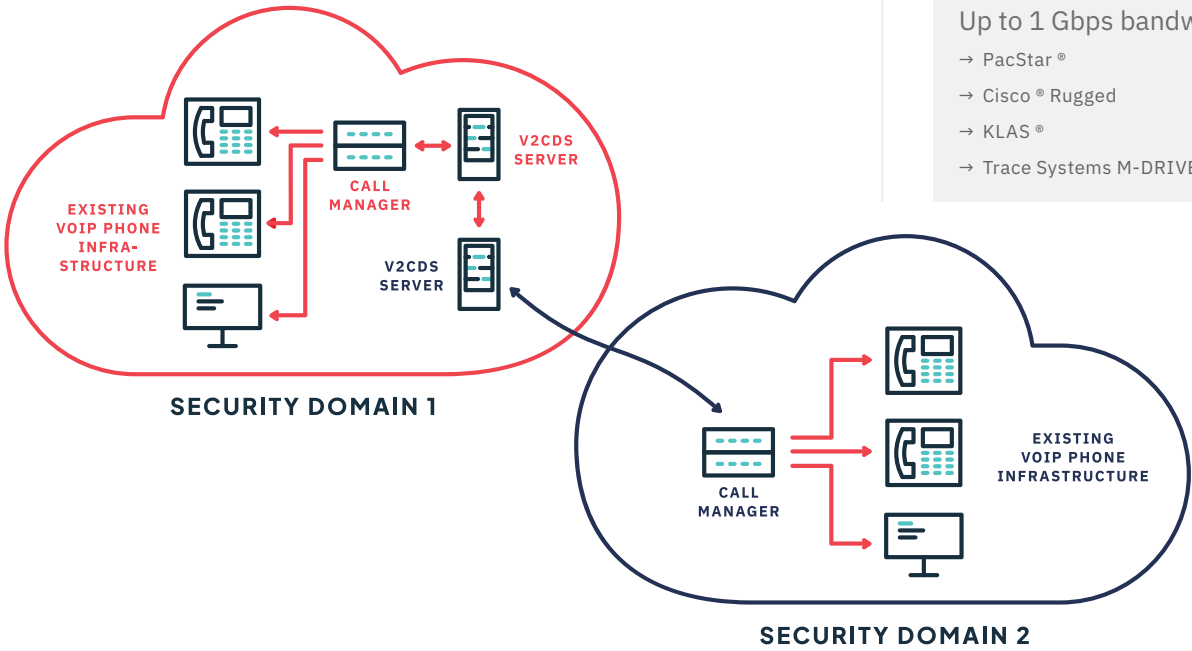 Up to 1 Gbps
→ PacStar ®
→ Cisco ® Rugged
→ KLAS ®
→ Trace Systems M-DRIVE
V2CDS
SERVER
CALL
MANAGER
EXISTING
VOIP PHONE
INFRA-
STRUCTURE
V2CDS
SERVER
SECURITY DOMAIN 1
EXISTING
VOIP PHONE
INFRASTRUCTURE
CALL
MANAGER
SECURITY DOMAIN 2